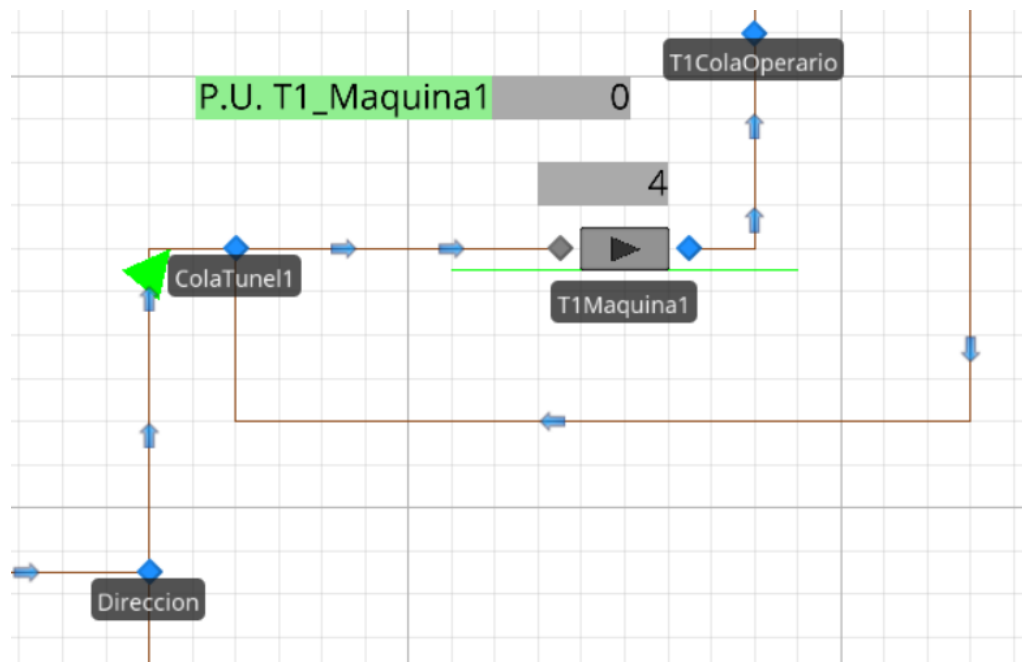 T1ColaOperario
P.U. T1_Maquina1 0
4
ColaTunel1
T1Maquina1
Direccion